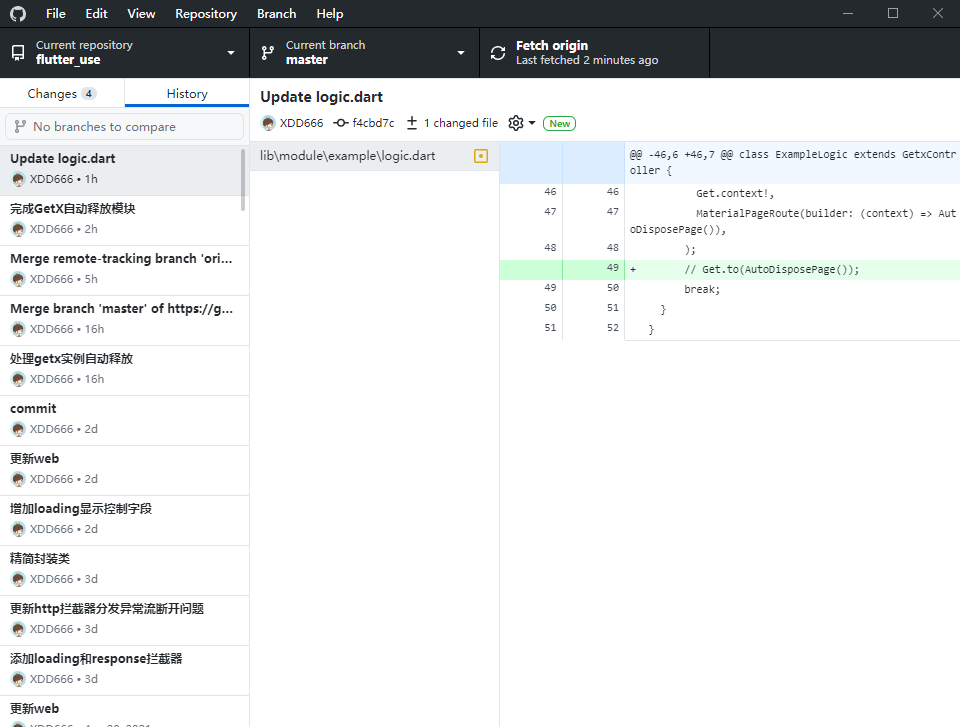 File Edit View Repository Branch Help
Current repository
flutter_use
Current branch
master
Fetch origin
Last fetched 2 minutes ago
Changes 4
History
No branches to compare
Update logic.dart
XDD666 • 1h
完成GetX自动释放模块
XDD666 • 2h
Merge remote-tracking branch 'ori...
XDD666 • 5h
Merge branch 'master' of https://g...
XDD666 • 16h
处理getx实例自动释放
XDD666 • 16h
commit
XDD666 • 2d
更新web
XDD666 • 2d
增加loading显示控制字段
XDD666 • 2d
精简封装类
XDD666 • 3d
更新http拦截器分发异常流断开问题
XDD666 • 3d
添加loading和response拦截器
XDD666 • 3d
更新web
Update logic.dart
XDD666 f4cbd7c 1 changed file New
lib\module\example\logic.dart
@@ -46,6 +46,7 @@ class ExampleLogic extends GetxContr
oller {
46 46 Get.context!,
47 47 MaterialPageRoute(builder: (context) => Aut
oDisposePage()),
48 48 );
49 + // Get.to(AutoDisposePage());
49 50 break;
50 51 }
51 52 }